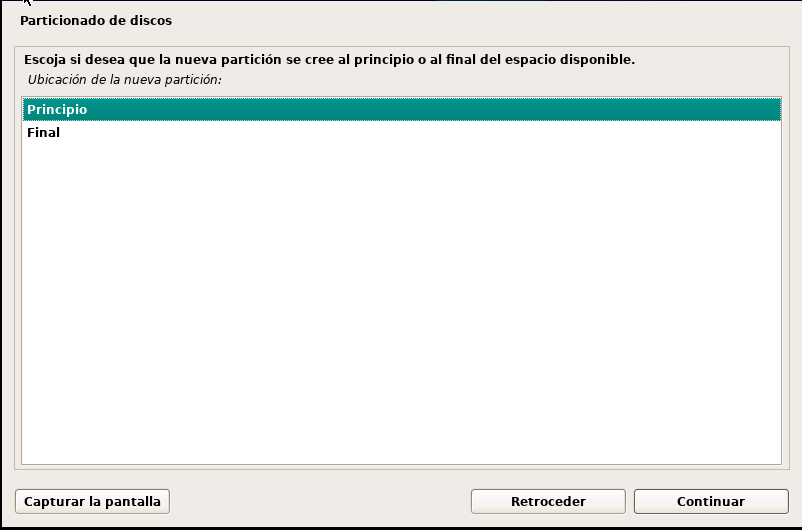 Particionado de discos
Escoja si desea que la nueva partición se cree al principio o al final del espacio disponible.
Ubicación de la nueva partición:
Principio
Final
Capturar la pantalla
Retroceder
Continuar